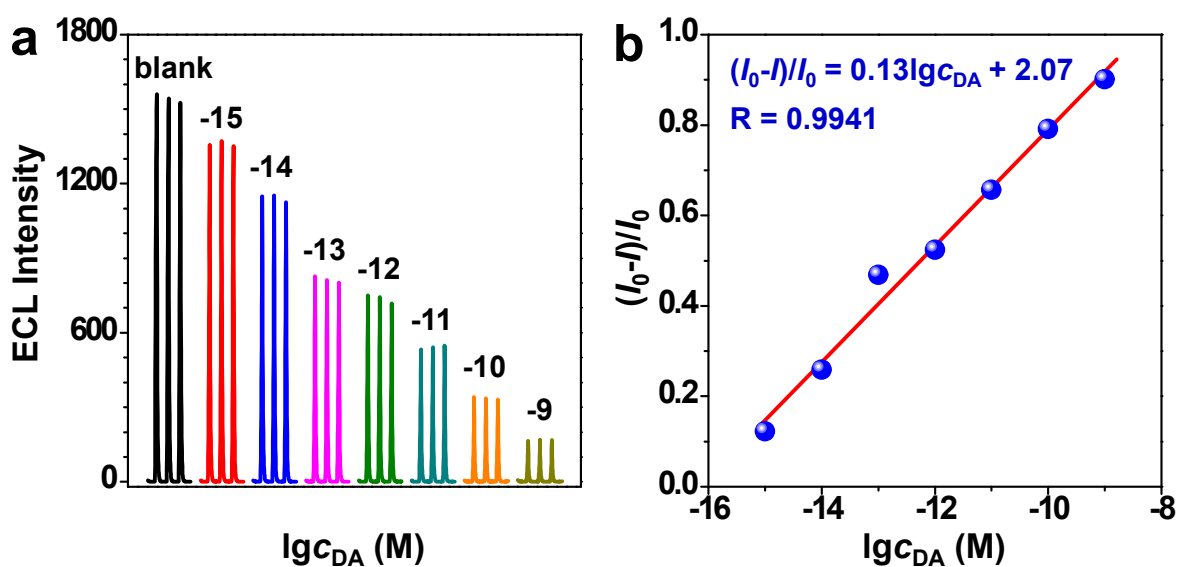 a
1800
1200
600
0
ECL Intensity
blank
-15
-14
-13
-12
-11
-10
-9
lgcDA (M)
b
1.0
0.8
0.6
0.4
0.2
0.0
(I0-I)/I0
(I0-I)/I0 = 0.13lgcDA + 2.07
R = 0.9941
-16
-14
-12
-10
-8
lgcDA (M)